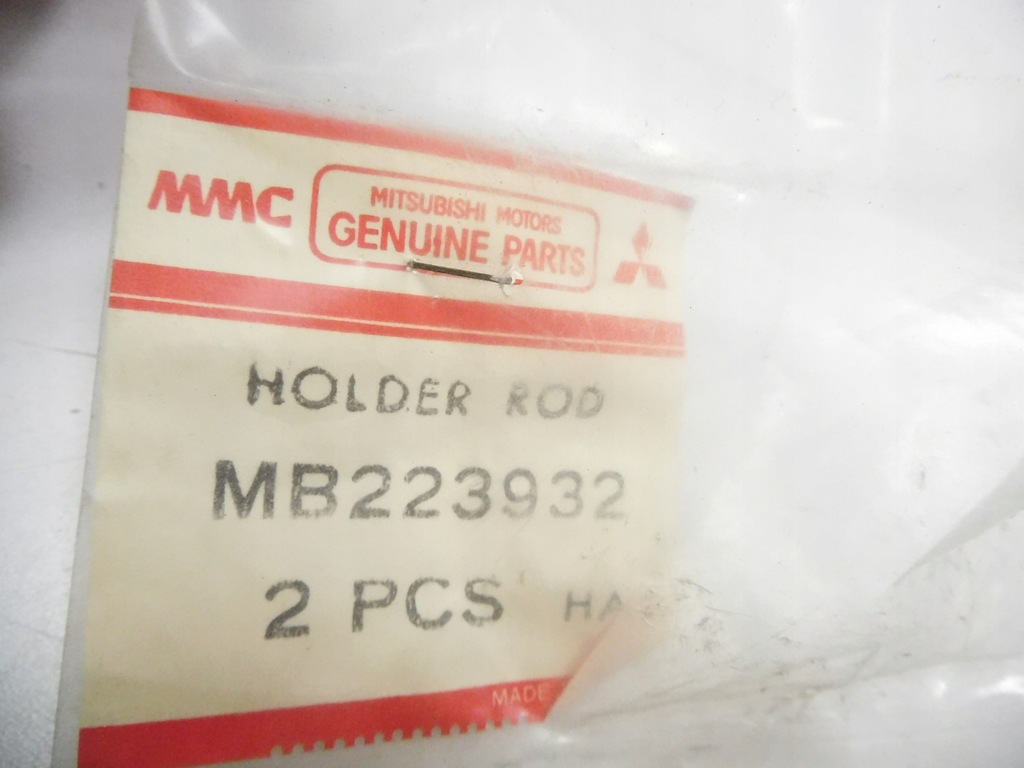 MMC
MITSUBISHI MOTORS
GENUINE PARTS
HOLDER ROD
MB223932
2 PCS
MADE